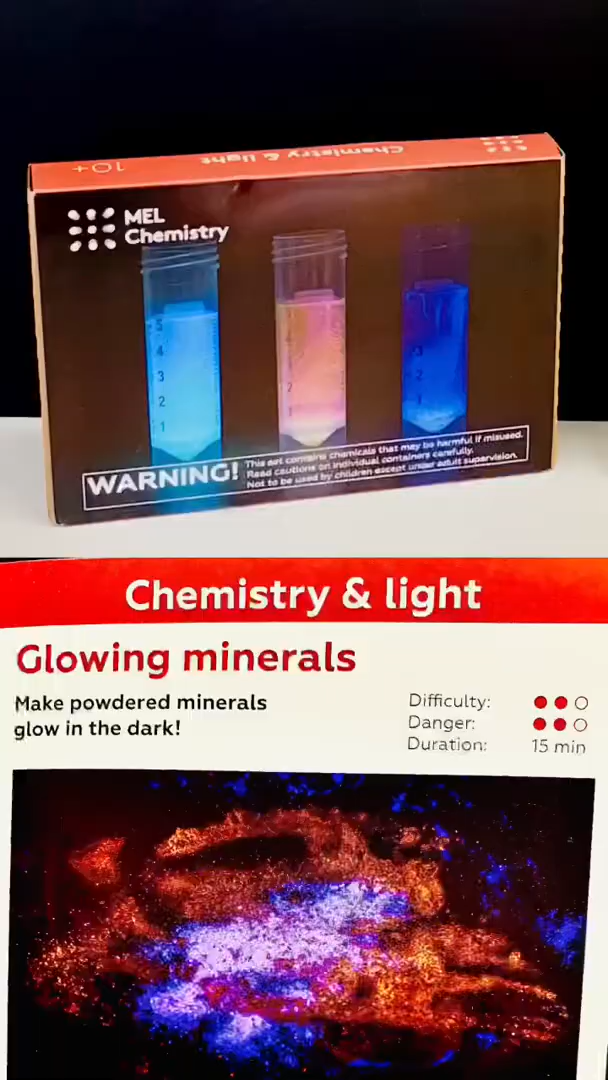 10+
Chemistry & light
MEL
Chemistry
5
4
3
2
1
2
1
3
2
1
WARNING!
This set contains chemicals that may be harmful if misused.
Read cautions on individual containers carefully.
Not to be used by children except under adult supervision.
Chemistry & light
Glowing minerals
Make powdered minerals
glow in the dark!
Difficulty:
Danger:
Duration: 15 min